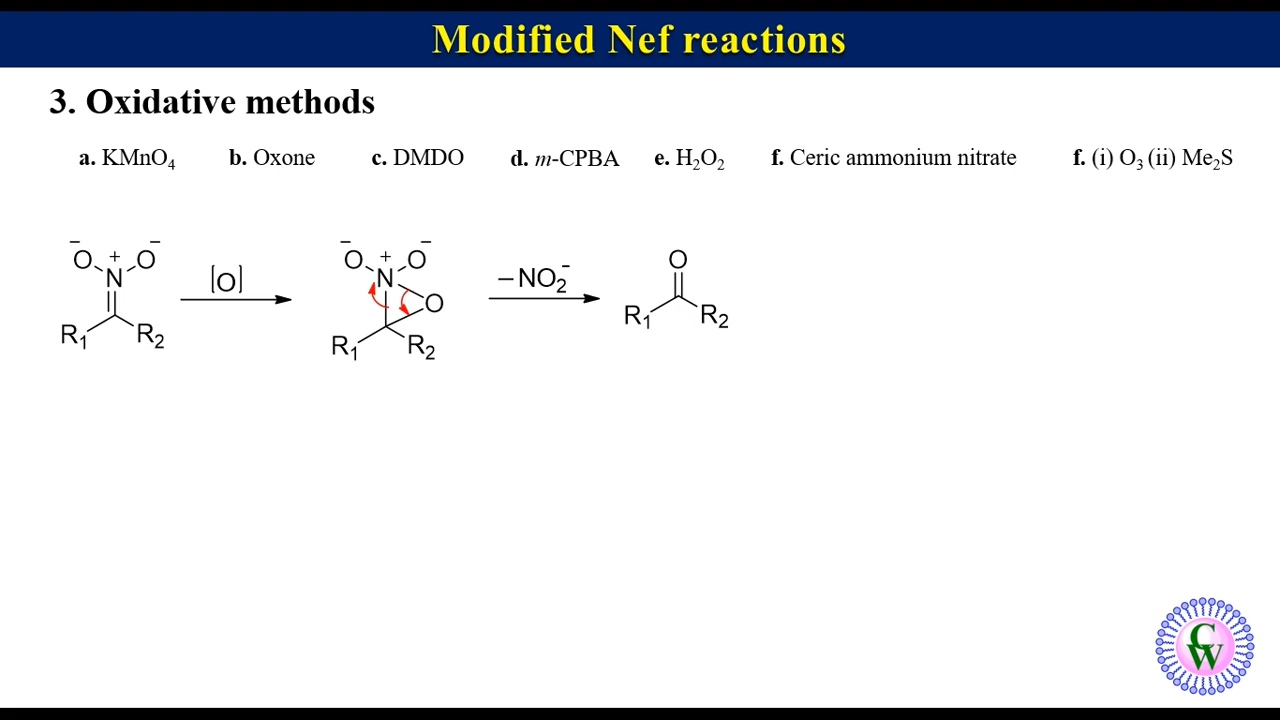 Modified Nef reactions
3. Oxidative methods
a. KMnO₄ b. Oxone c. DMDO d. m-CPBA e. H₂O₂ f. Ceric ammonium nitrate f. (i) O₃ (ii) Me₂S
⁻O N⁺ O⁻ R₁ R₂
[O]
⁻O N⁺ O⁻ O R₁ R₂
–NO₂⁻
O R₁ R₂
C
W